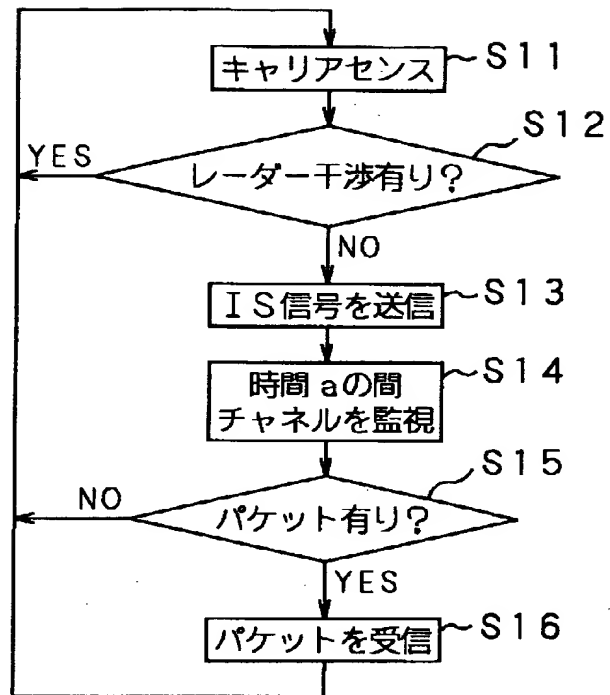 キャリアセンス
S11
S12
レーダー干渉有り?
YES
NO
IS信号を送信
S13
時間aの間
チャネルを監視
S14
S15
パケット有り?
NO
YES
パケットを受信
S16